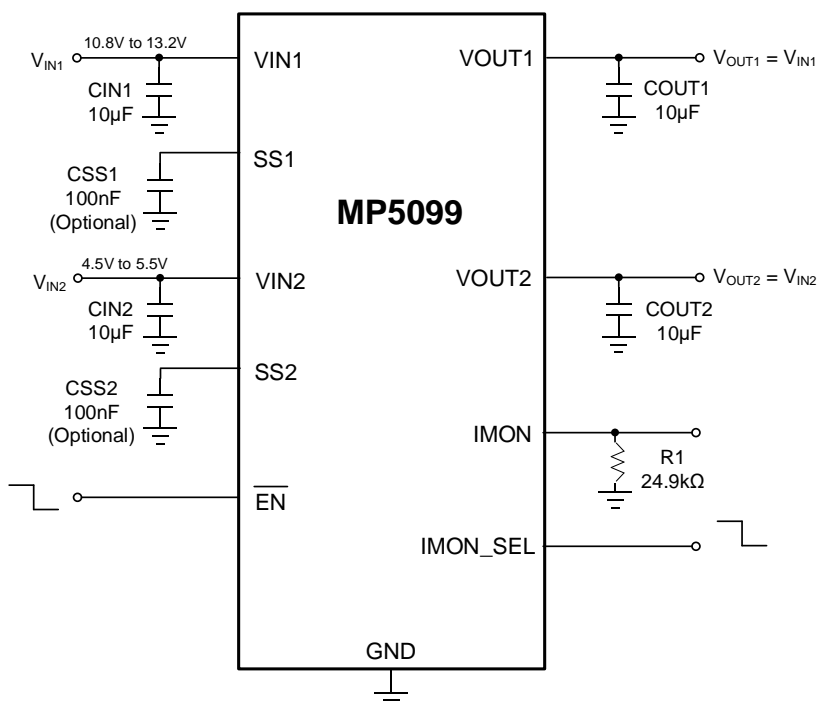 10.8V to 13.2V
VIN1
VIN1
CIN1
10µF
VOUT1
VOUT1 = VIN1
COUT1
10µF
SS1
CSS1
100nF
(Optional)
MP5099
4.5V to 5.5V
VIN2
VIN2
CIN2
10µF
VOUT2
VOUT2 = VIN2
COUT2
10µF
SS2
CSS2
100nF
(Optional)
IMON
R1
24.9kΩ
EN
IMON_SEL
GND